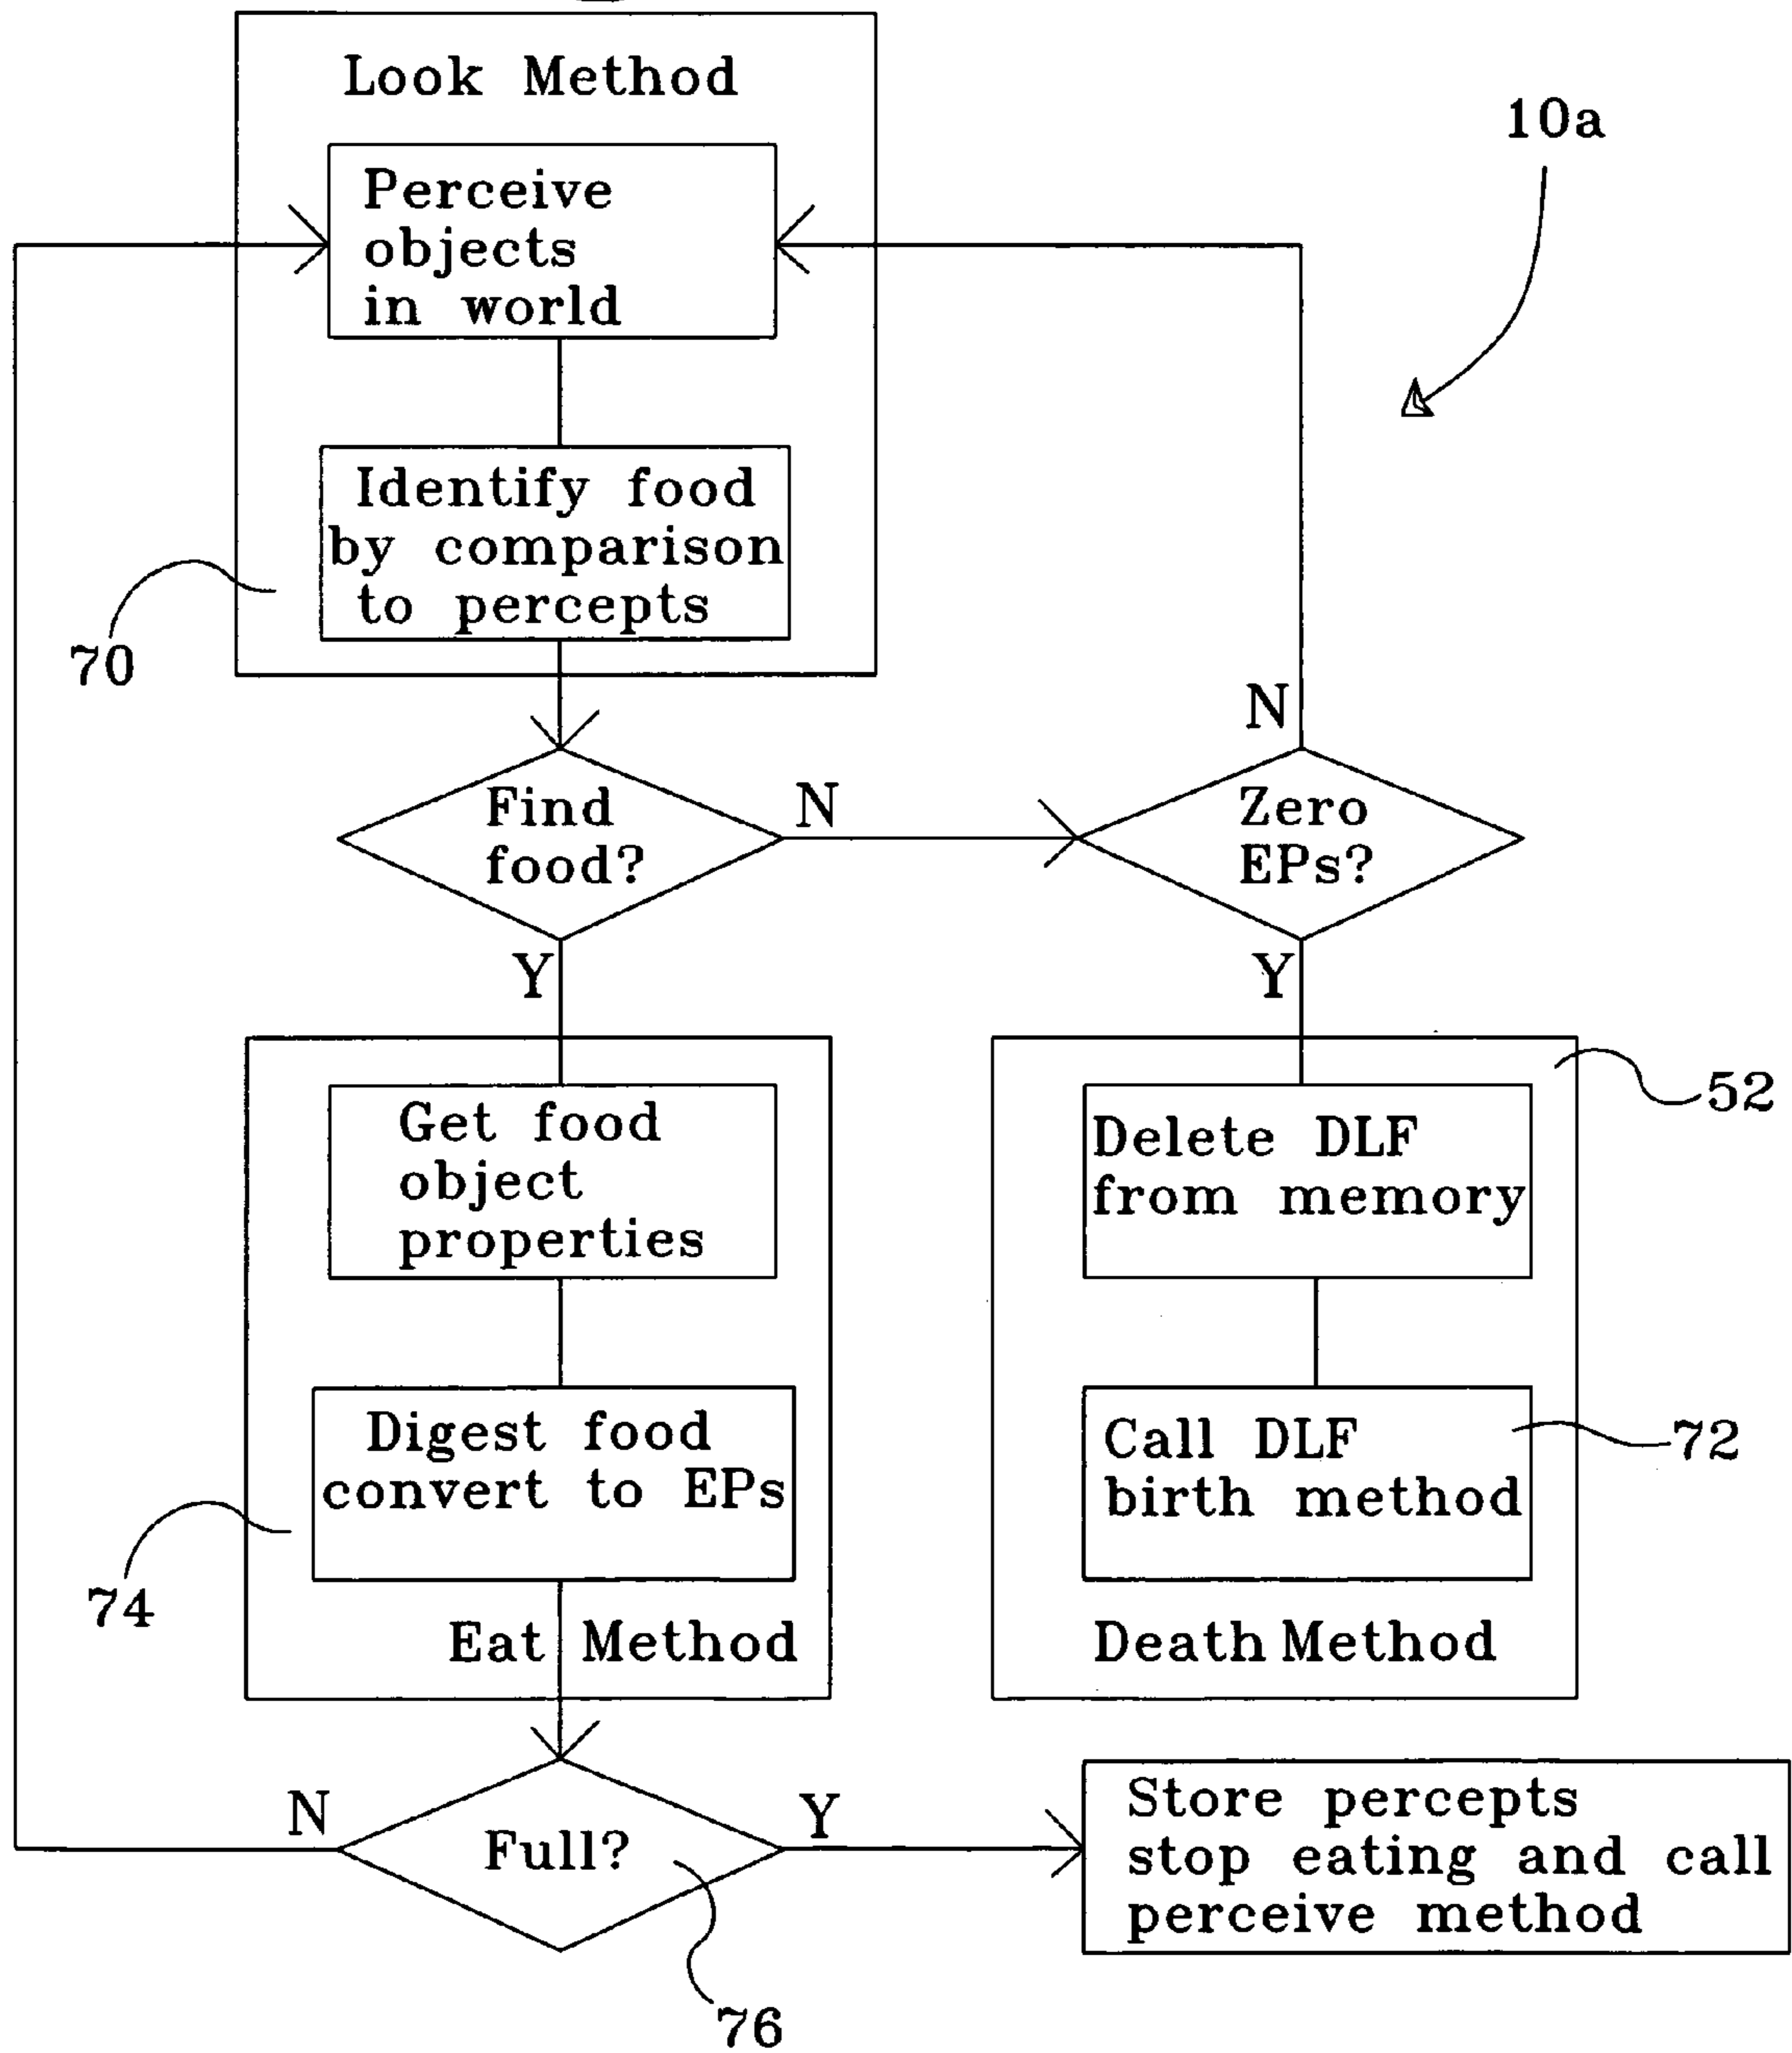 Look Method
10a
Perceive
objects
in world
Identify food
by comparison
to percepts
70
N
Find
food?
N
Zero
EPs?
Y
Y
52
Get food
object
properties
Delete DLF
from memory
Digest food
convert to EPs
Call DLF
birth method
72
74
Eat Method
Death Method
N
Full?
Y
Store percepts
stop eating and call
perceive method
76